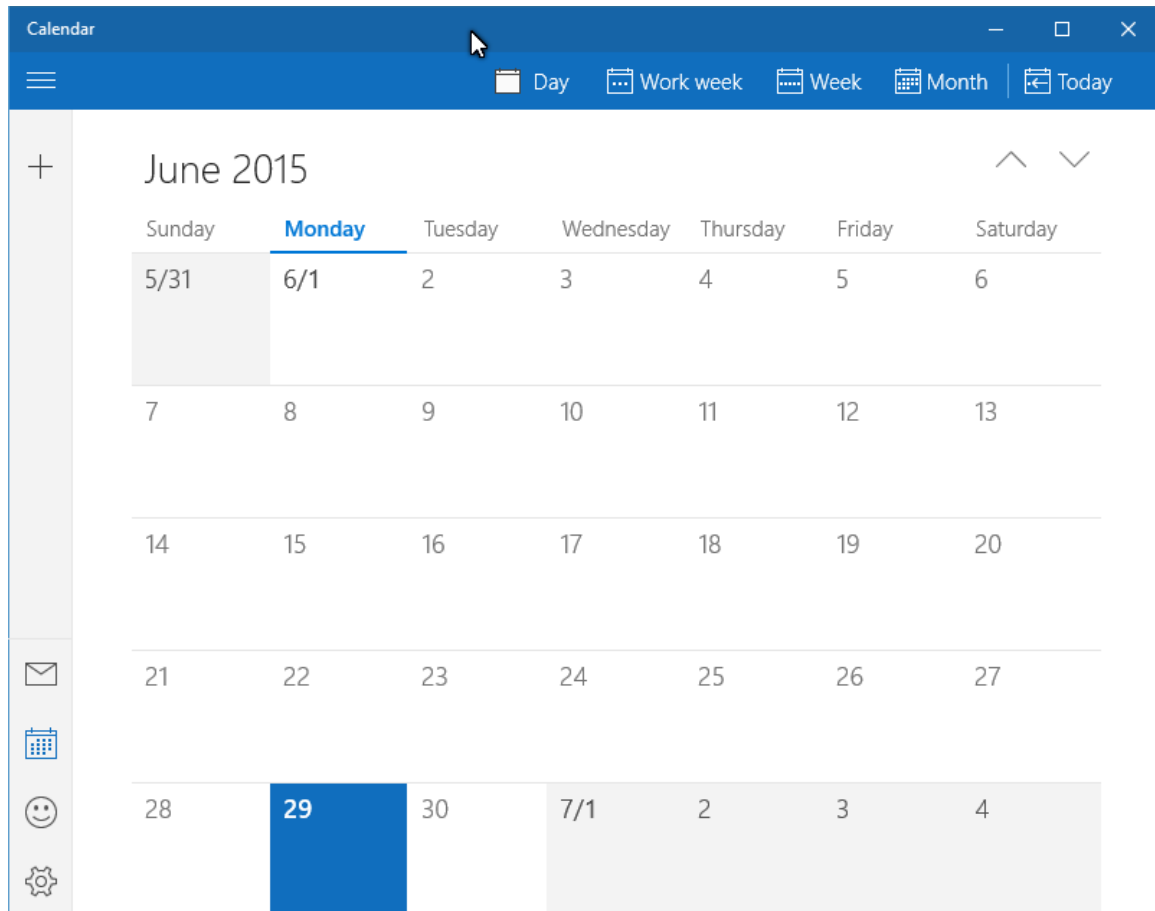 Calendar
Day Work week Week Month Today
June 2015
Sunday Monday Tuesday Wednesday Thursday Friday Saturday
5/31 6/1 2 3 4 5 6
7 8 9 10 11 12 13
14 15 16 17 18 19 20
21 22 23 24 25 26 27
28 29 30 7/1 2 3 4